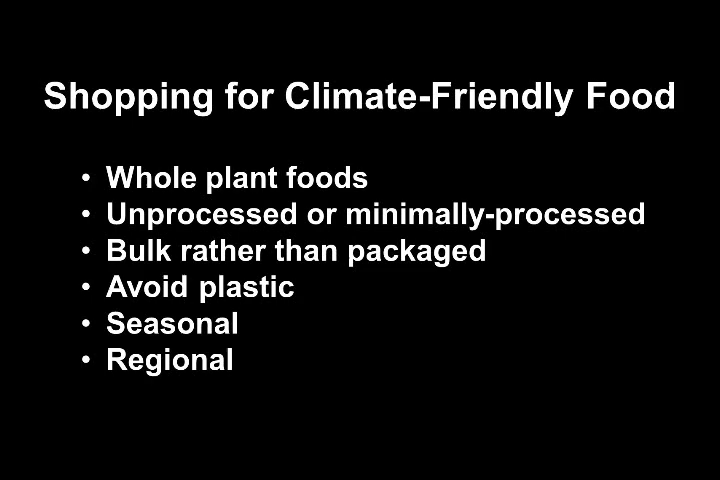 Shopping for Climate-Friendly Food
• Whole plant foods
• Unprocessed or minimally-processed
• Bulk rather than packaged
• Avoid plastic
• Seasonal
• Regional